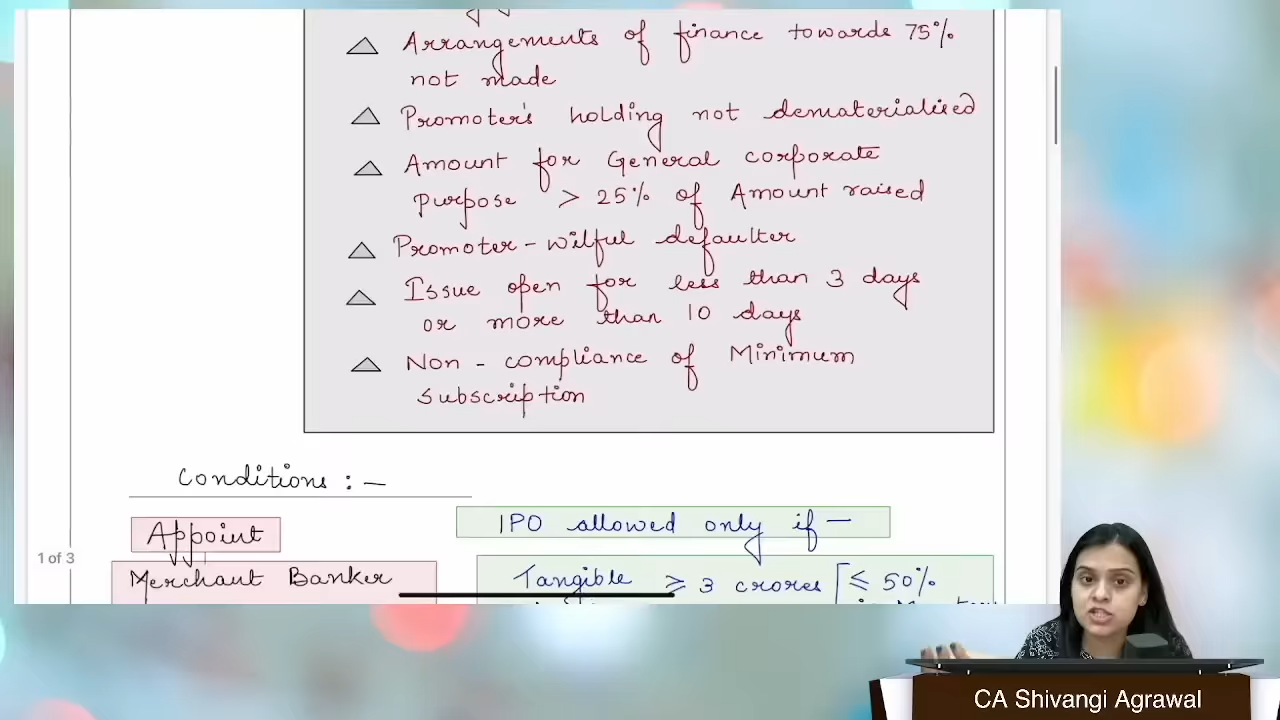 Arrangements of finance towards 75%
not made
Promoter's holding not dematerialised
Amount for General corporate
purpose > 25% of Amount raised
Promoter - wilful defaulter
Issue open for less than 3 days
or more than 10 days
Non - compliance of Minimum
subscription
Conditions : -
Appoint
IPO allowed only if -
1 of 3
Merchant Banker
Tangible ≥ 3 crores [ ≤ 50%
CA Shivangi Agrawal